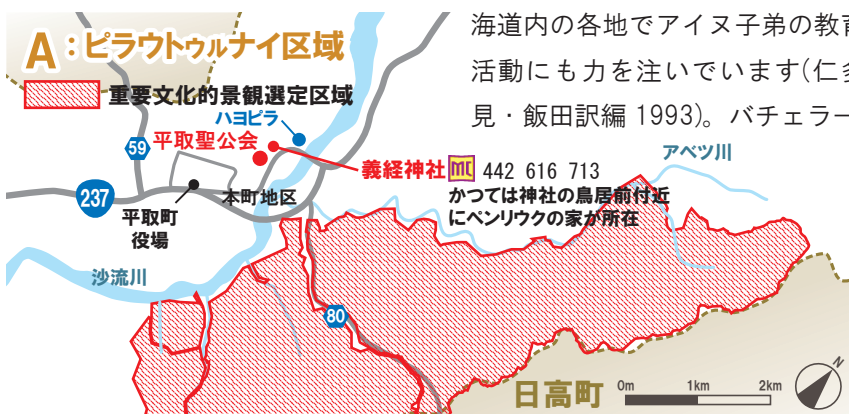 海道内の各地でアイヌ子弟の教育
活動にも力を注いでいます(仁多
見・飯田訳編 1993)。バチェラー
A:ピラウトゥルナイ区域
重要文化的景観選定区域
ハヨピラ
平取聖公会
59
義経神社 MC 442 616 713
かつては神社の鳥居前付近
にペンリウクの家が所在
アベツ川
237
本町地区
平取町
役場
沙流川
80
日高町
0m 1km 2km
N